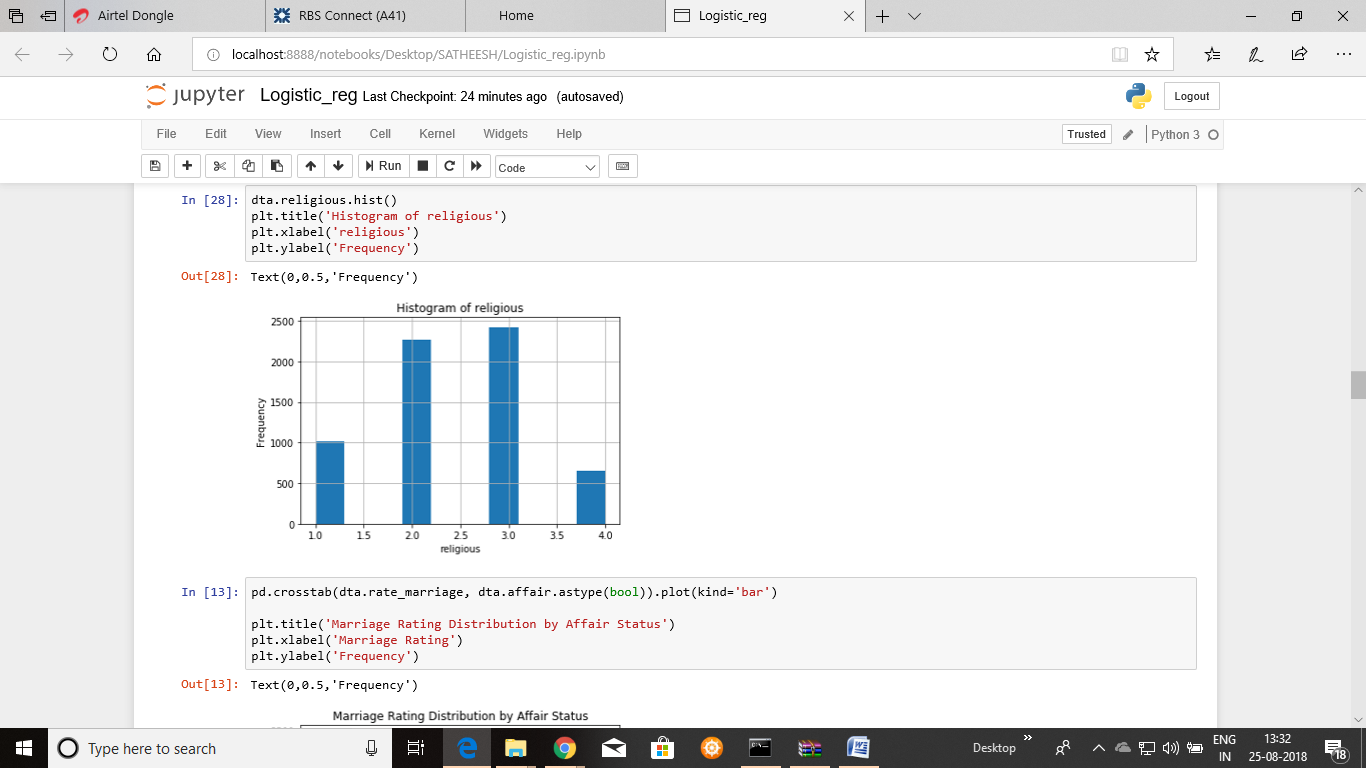 Airtel Dongle
RBS Connect (A41)
Home
Logistic_reg
localhost:8888/notebooks/Desktop/SATHEESH/Logistic_reg.ipynb
jupyter Logistic_reg Last Checkpoint: 24 minutes ago (autosaved)
Logout
File Edit View Insert Cell Kernel Widgets Help
Trusted
Python 3
Run
Code
In [28]: dta.religious.hist()
plt.title('Histogram of religious')
plt.xlabel('religious')
plt.ylabel('Frequency')
Out[28]: Text(0,0.5,'Frequency')
Histogram of religious
2500
2000
1500
1000
500
0
Frequency
1.0 1.5 2.0 2.5 3.0 3.5 4.0
religious
In [13]: pd.crosstab(dta.rate_marriage, dta.affair.astype(bool)).plot(kind='bar')
plt.title('Marriage Rating Distribution by Affair Status')
plt.xlabel('Marriage Rating')
plt.ylabel('Frequency')
Out[13]: Text(0,0.5,'Frequency')
Marriage Rating Distribution by Affair Status
Type here to search
Desktop
ENG
IN
13:32
25-08-2018
18